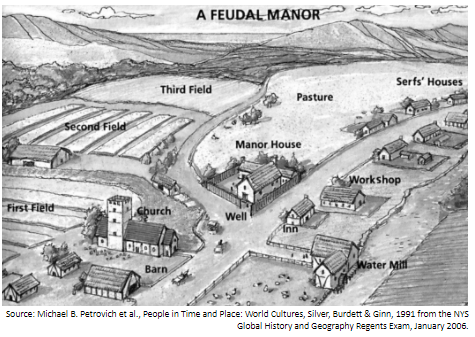 A FEUDAL MANOR
Serfs' Houses
Third Field
Pasture
Second Field
Manor House
Workshop
First Field
Church
Well
Inn
Barn
Water Mill
Source: Michael B. Petrovich et al., People in Time and Place: World Cultures, Silver, Burdett & Ginn, 1991 from the NYS
Global History and Geography Regents Exam, January 2006.